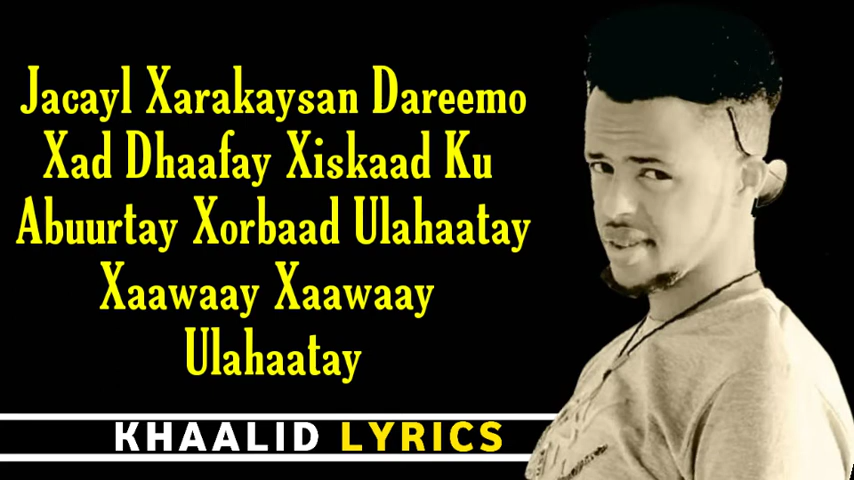 Jacayl Xarakaysan Dareemo
Xad Dhaafay Xiskaad Ku
Abuurtay Xorbaad Ulahaatay
Xaawaay Xaawaay
Ulahaatay
KHAALID LYRICS